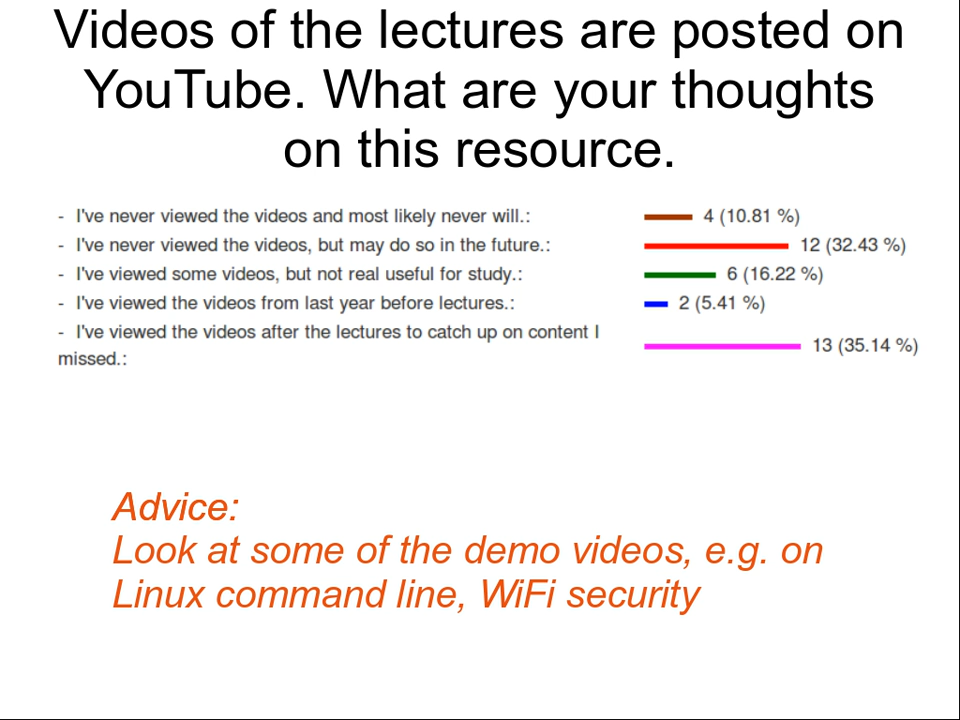 Videos of the lectures are posted on
YouTube. What are your thoughts
on this resource.
- I've never viewed the videos and most likely never will.: 4 (10.81 %)
- I've never viewed the videos, but may do so in the future.: 12 (32.43 %)
- I've viewed some videos, but not real useful for study.: 6 (16.22 %)
- I've viewed the videos from last year before lectures.: 2 (5.41 %)
- I've viewed the videos after the lectures to catch up on content I
missed.: 13 (35.14 %)
Advice:
Look at some of the demo videos, e.g. on
Linux command line, WiFi security